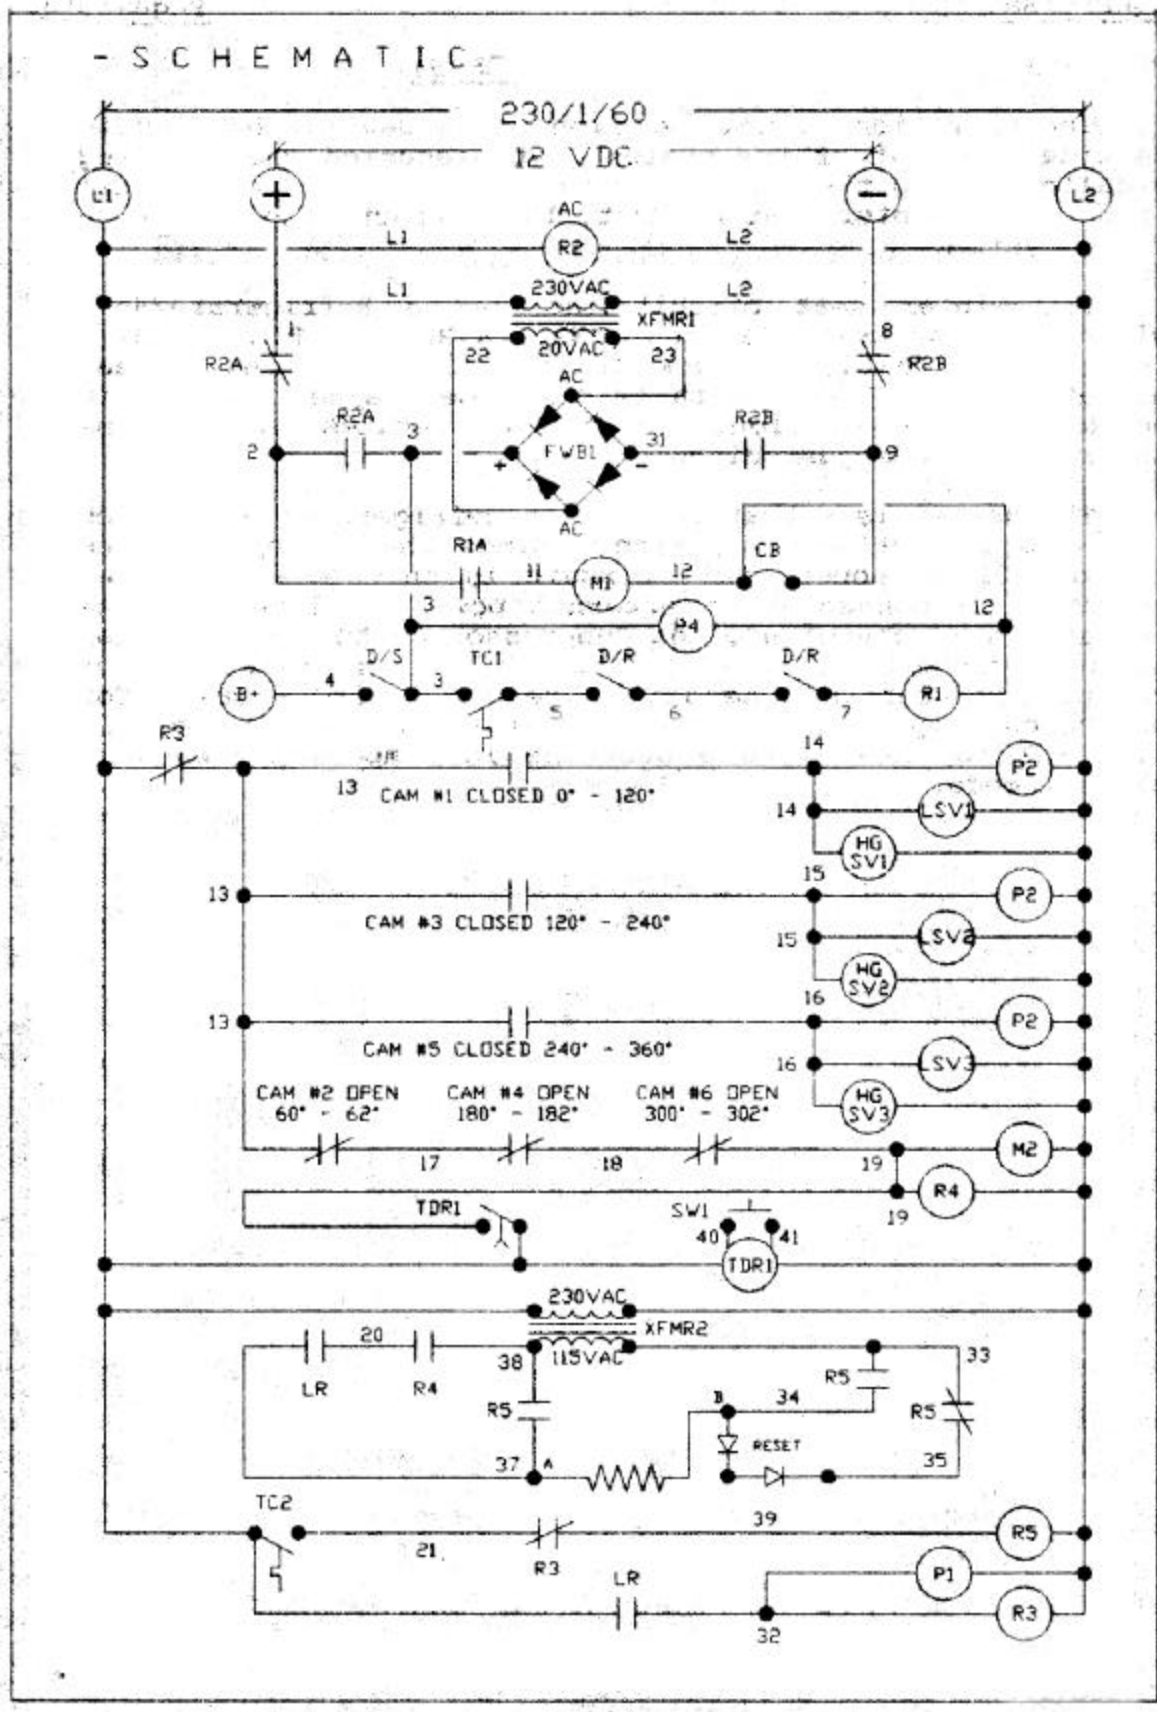 - S C H E M A T I C -
230/1/60
12 VDC
L1 + - L2
AC
L1 R2 L2
L1 230VAC L2
XFMR1
1 22 20VAC 23 8
R2A AC R2B
R2A 3 R2B
2 31 9
+ FWB1 -
AC
R1A CB
11 M1 12
3 12
P4
D/S TC1 D/R D/R
B+ 4 3 5 6 7 R1
R3 14
13 P2
CAM #1 CLOSED 0° - 120°
14 LSV1
HG
SV1
15
13 P2
CAM #3 CLOSED 120° - 240°
15 LSV2
HG
SV2
16
13 P2
CAM #5 CLOSED 240° - 360°
16 LSV3
HG
SV3
CAM #2 OPEN CAM #4 OPEN CAM #6 OPEN
60° - 62° 180° - 182° 300° - 302°
17 18 19 M2
R4
TDR1 SW1 19
40 41
TDR1
230VAC
XFMR2
20 38 115VAC 33
LR R4 R5
R5 B 34 R5
RESET
37 A 35
TC2
39
21 R3 R5
LR P1
R3
32